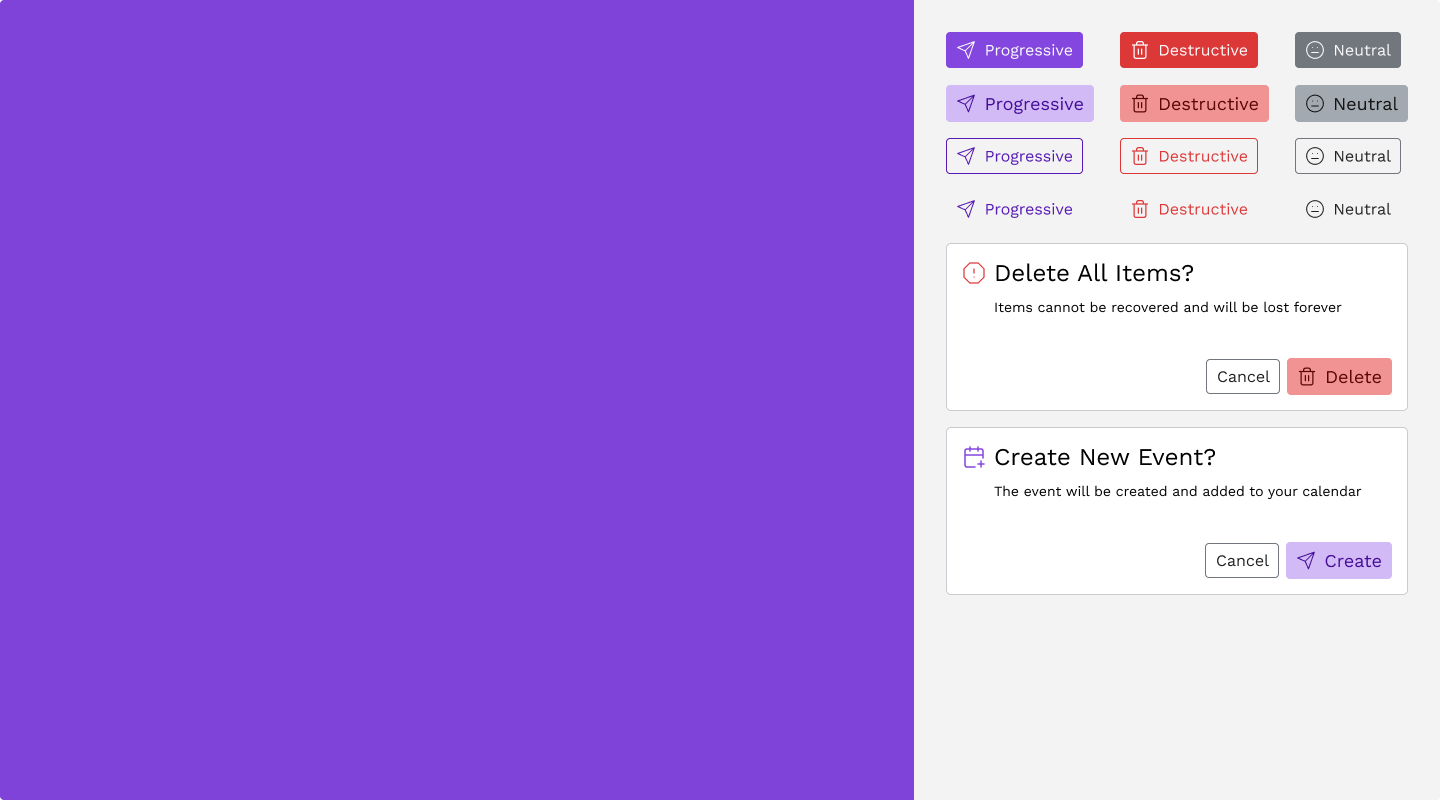 Progressive Destructive Neutral
Progressive Destructive Neutral
Progressive Destructive Neutral
Progressive Destructive Neutral
Delete All Items?
Items cannot be recovered and will be lost forever
Cancel Delete
Create New Event?
The event will be created and added to your calendar
Cancel Create